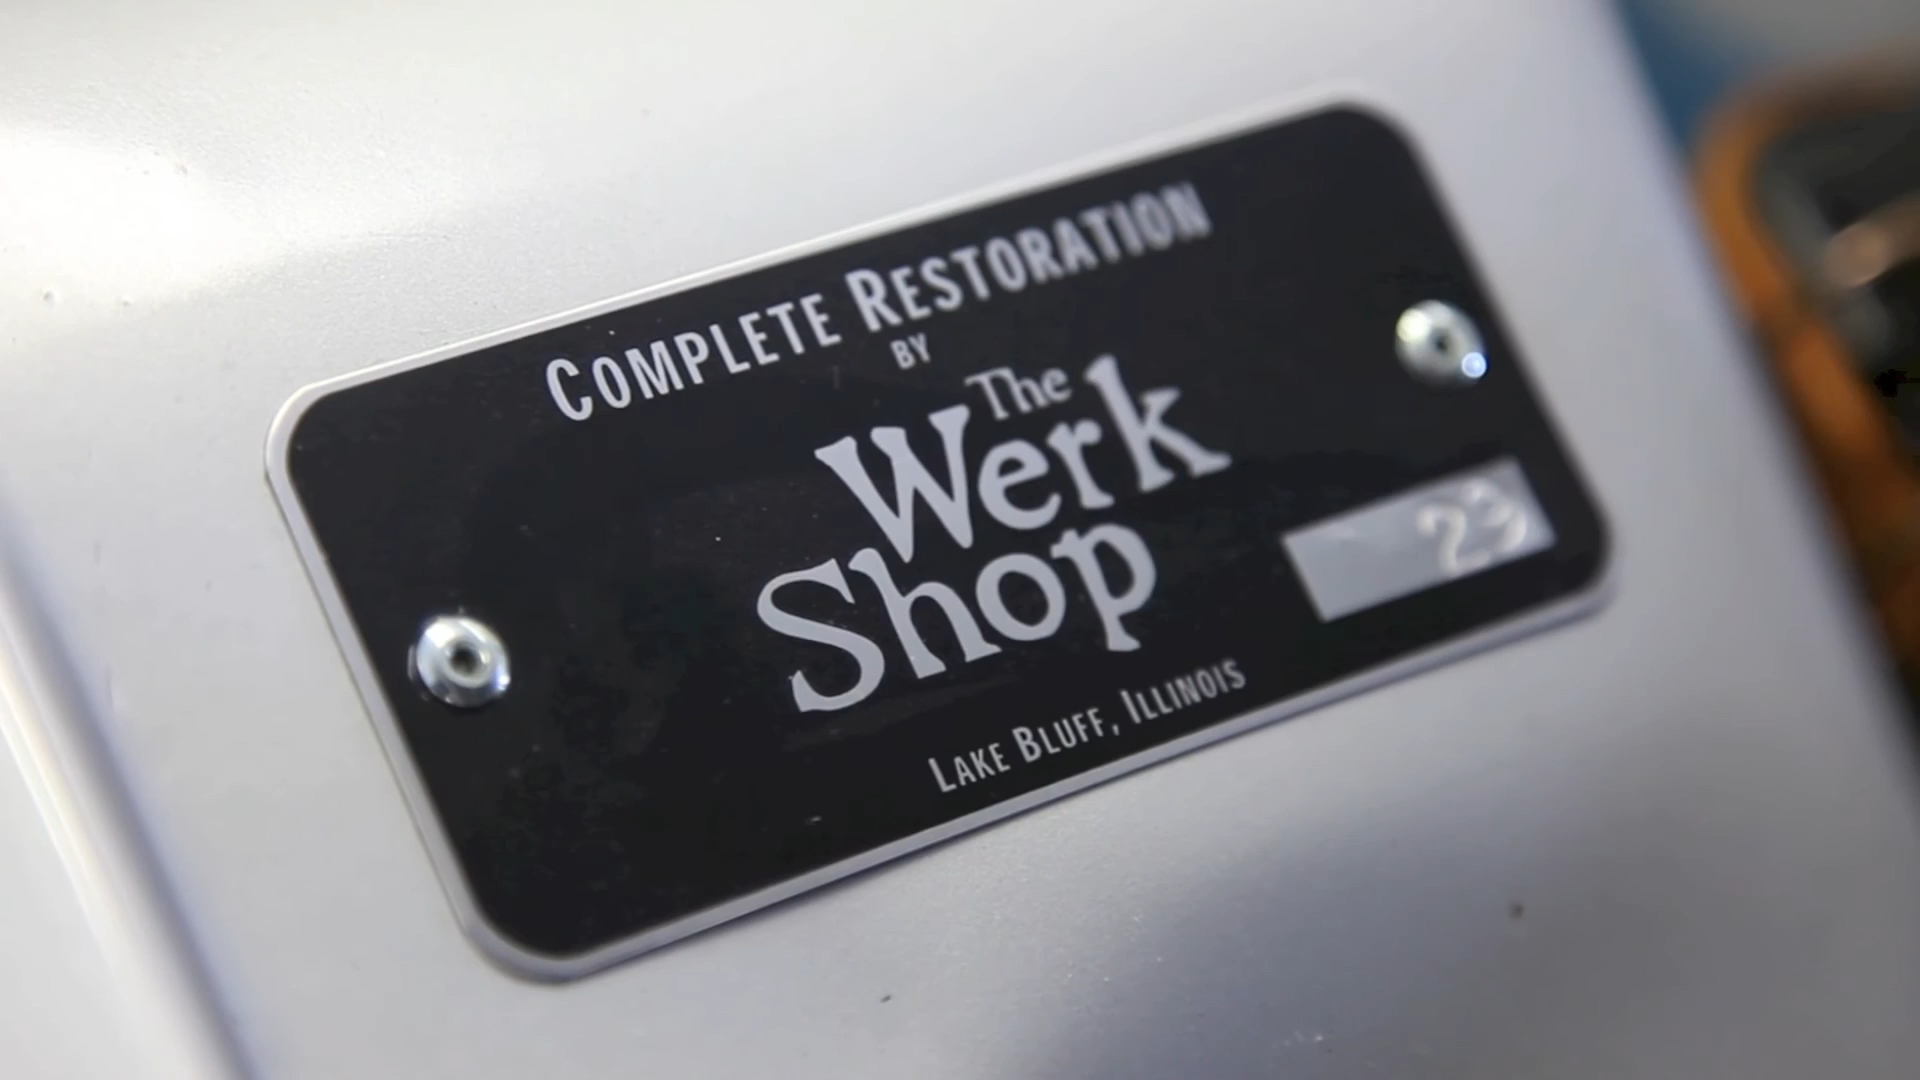 COMPLETE RESTORATION
BY
The
Werk
Shop
23
LAKE BLUFF, ILLINOIS